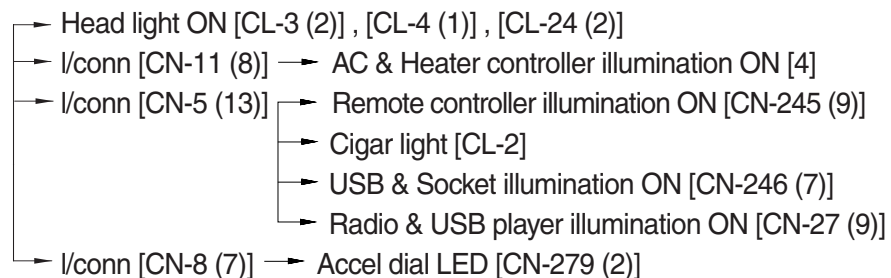 Head light ON [CL-3 (2)] , [CL-4 (1)] , [CL-24 (2)]
I/conn [CN-11 (8)] → AC & Heater controller illumination ON [4]
I/conn [CN-5 (13)] → Remote controller illumination ON [CN-245 (9)]
Cigar light [CL-2]
USB & Socket illumination ON [CN-246 (7)]
Radio & USB player illumination ON [CN-27 (9)]
I/conn [CN-8 (7)] → Accel dial LED [CN-279 (2)]